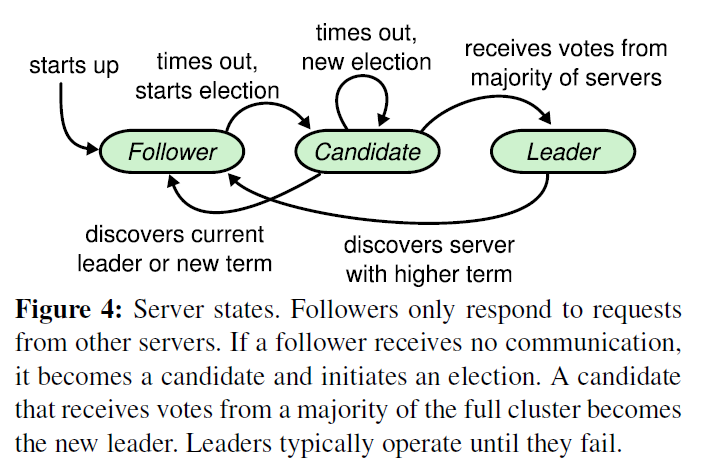 starts up
times out,
starts election
times out,
new election
receives votes from
majority of servers
Follower
Candidate
Leader
discovers current
leader or new term
discovers server
with higher term
Figure 4: Server states. Followers only respond to requests
from other servers. If a follower receives no communication,
it becomes a candidate and initiates an election. A candidate
that receives votes from a majority of the full cluster becomes
the new leader. Leaders typically operate until they fail.